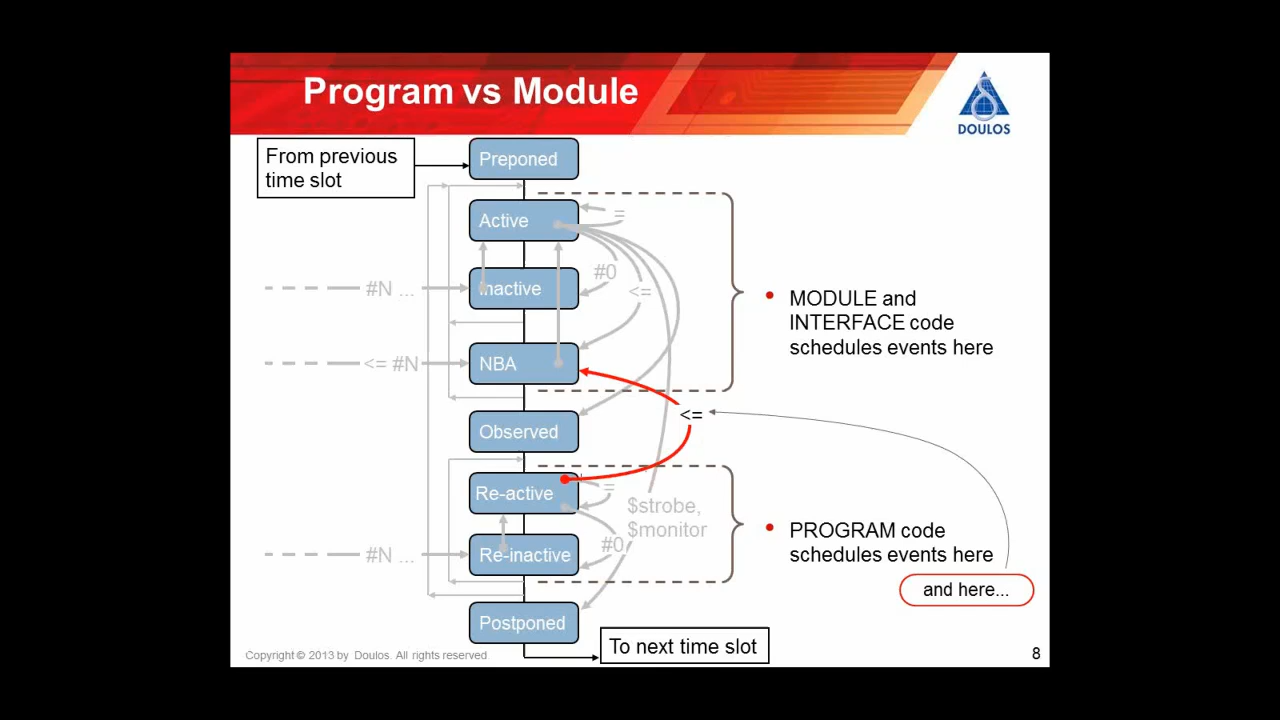 Program vs Module
DOULOS
From previous
time slot
Preponed
Active
=
#0
#N ...
Inactive
<=
MODULE and
INTERFACE code
schedules events here
<= #N
NBA
<=
Observed
Re-active
=
$strobe,
$monitor
PROGRAM code
schedules events here
#N ...
Re-inactive
#0
and here...
Postponed
To next time slot
Copyright © 2013 by Doulos. All rights reserved
8